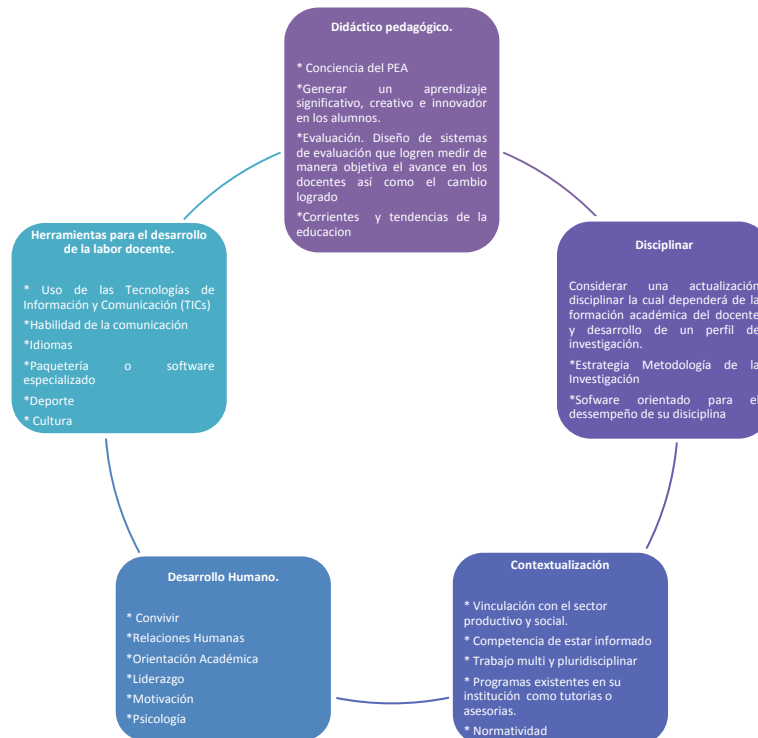 Didáctico pedagógico.
* Conciencia del PEA
*Generar un aprendizaje
significativo, creativo e innovador
en los alumnos.
*Evaluación. Diseño de sistemas
de evaluación que logren medir de
manera objetiva el avance en los
docentes así como el cambio
logrado
*Corrientes y tendencias de la
educacion
Disciplinar
Considerar una actualización
disciplinar la cual dependerá de la
formación académica del docente
y desarrollo de un perfil de
investigación.
*Estrategia Metodología de la
Investigación
*Sofware orientado para el
dessempeño de su disiciplina
Contextualización
* Vinculación con el sector
productivo y social.
* Competencia de estar informado
* Trabajo multi y pluridisciplinar
* Programas existentes en su
institución como tutorias o
asesorias.
* Normatividad
Desarrollo Humano.
* Convivir
*Relaciones Humanas
*Orientación Académica
*Liderazgo
*Motivación
*Psicología
Herramientas para el desarrollo
de la labor docente.
* Uso de las Tecnologías de
Información y Comunicación (TICs)
*Habilidad de la comunicación
*Idiomas
*Paquetería o software
especializado
*Deporte
* Cultura